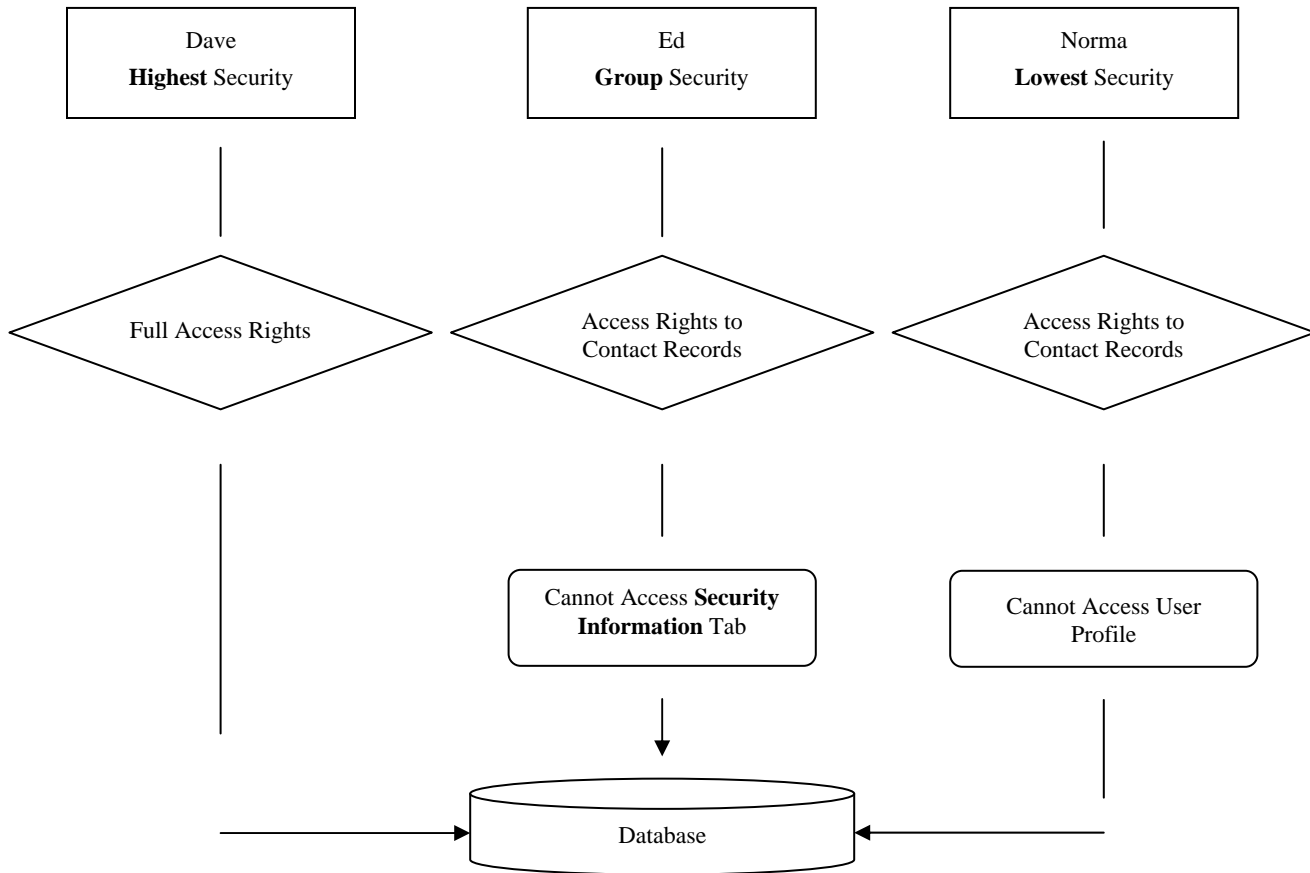 Dave
Highest Security
Ed
Group Security
Norma
Lowest Security
Full Access Rights
Access Rights to
Contact Records
Access Rights to
Contact Records
Cannot Access Security
Information Tab
Cannot Access User
Profile
Database